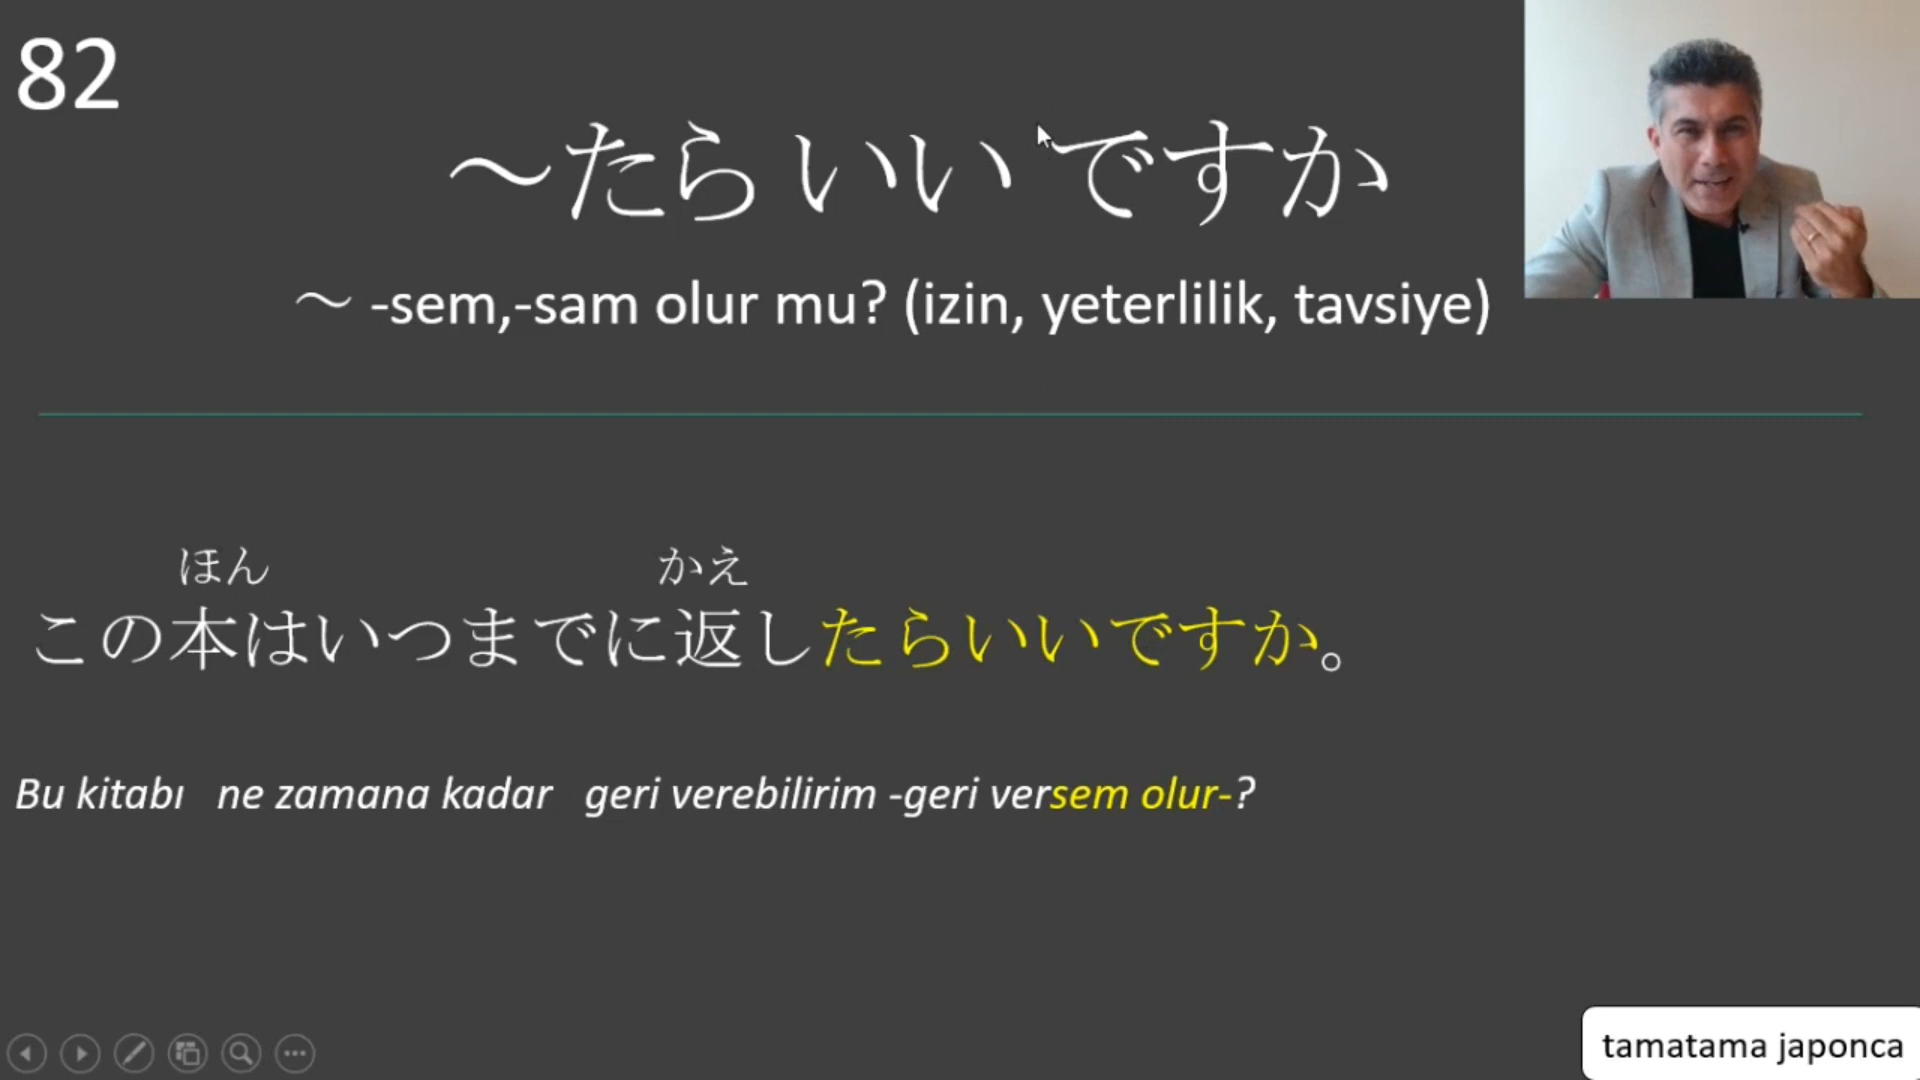 82
～たら いい ですか
～ -sem,-sam olur mu? (izin, yeterlilik, tavsiye)
ほん かえ
この本はいつまでに返したらいいですか。
Bu kitabı ne zamana kadar geri verebilirim -geri versem olur-?
tamatama japonca